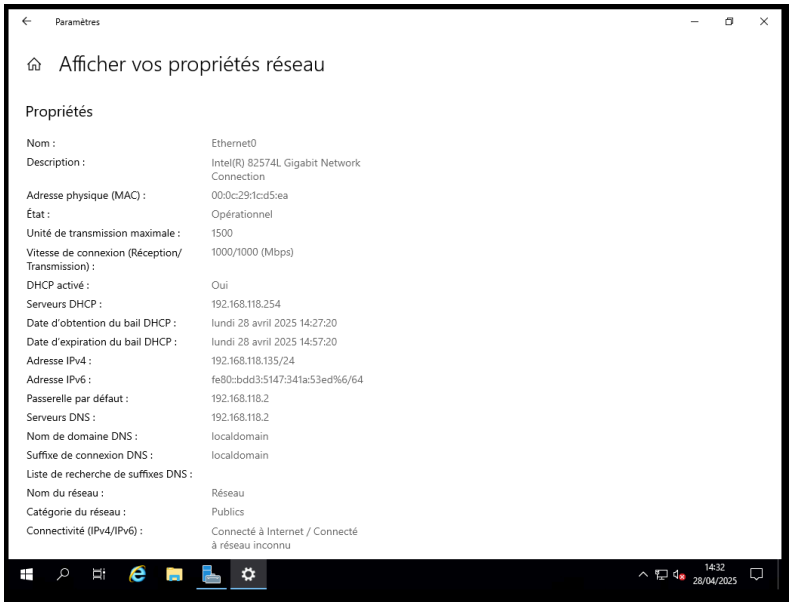 Paramètres
Afficher vos propriétés réseau
Propriétés
Nom : Ethernet0
Description : Intel(R) 82574L Gigabit Network
Connection
Adresse physique (MAC) : 00:0c:29:1c:d5:ea
État : Opérationnel
Unité de transmission maximale : 1500
Vitesse de connexion (Réception/ 1000/1000 (Mbps)
Transmission) :
DHCP activé : Oui
Serveurs DHCP : 192.168.118.254
Date d'obtention du bail DHCP : lundi 28 avril 2025 14:27:20
Date d'expiration du bail DHCP : lundi 28 avril 2025 14:57:20
Adresse IPv4 : 192.168.118.135/24
Adresse IPv6 : fe80::bdd3:5147:341a:53ed%6/64
Passerelle par défaut : 192.168.118.2
Serveurs DNS : 192.168.118.2
Nom de domaine DNS : localdomain
Suffixe de connexion DNS : localdomain
Liste de recherche de suffixes DNS :
Nom du réseau : Réseau
Catégorie du réseau : Publics
Connectivité (IPv4/IPv6) : Connecté à Internet / Connecté
à réseau inconnu
14:32
28/04/2025